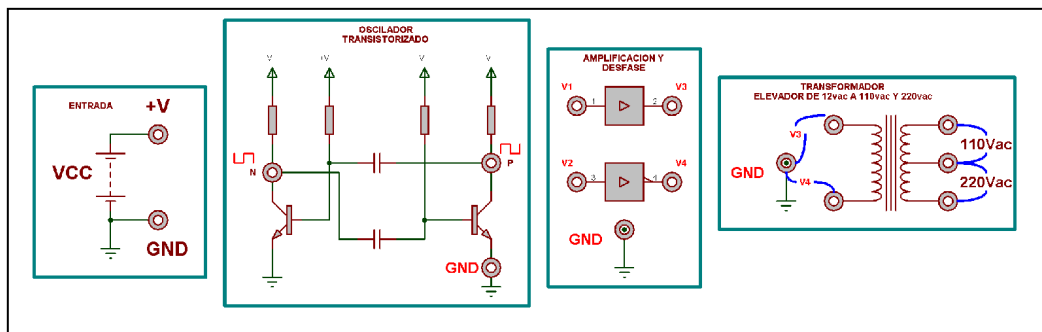 ENTRADA
+V
VCC
GND
OSCILADOR
TRANSISTORIZADO
V
+V
V
V
N
P
GND
AMPLIFICACION Y
DESFASE
V1
V3
1
2
V2
V4
3
4
GND
TRANSFORMADOR
ELEVADOR DE 12vac A 110vac Y 220vac
V3
GND
V4
110Vac
220Vac